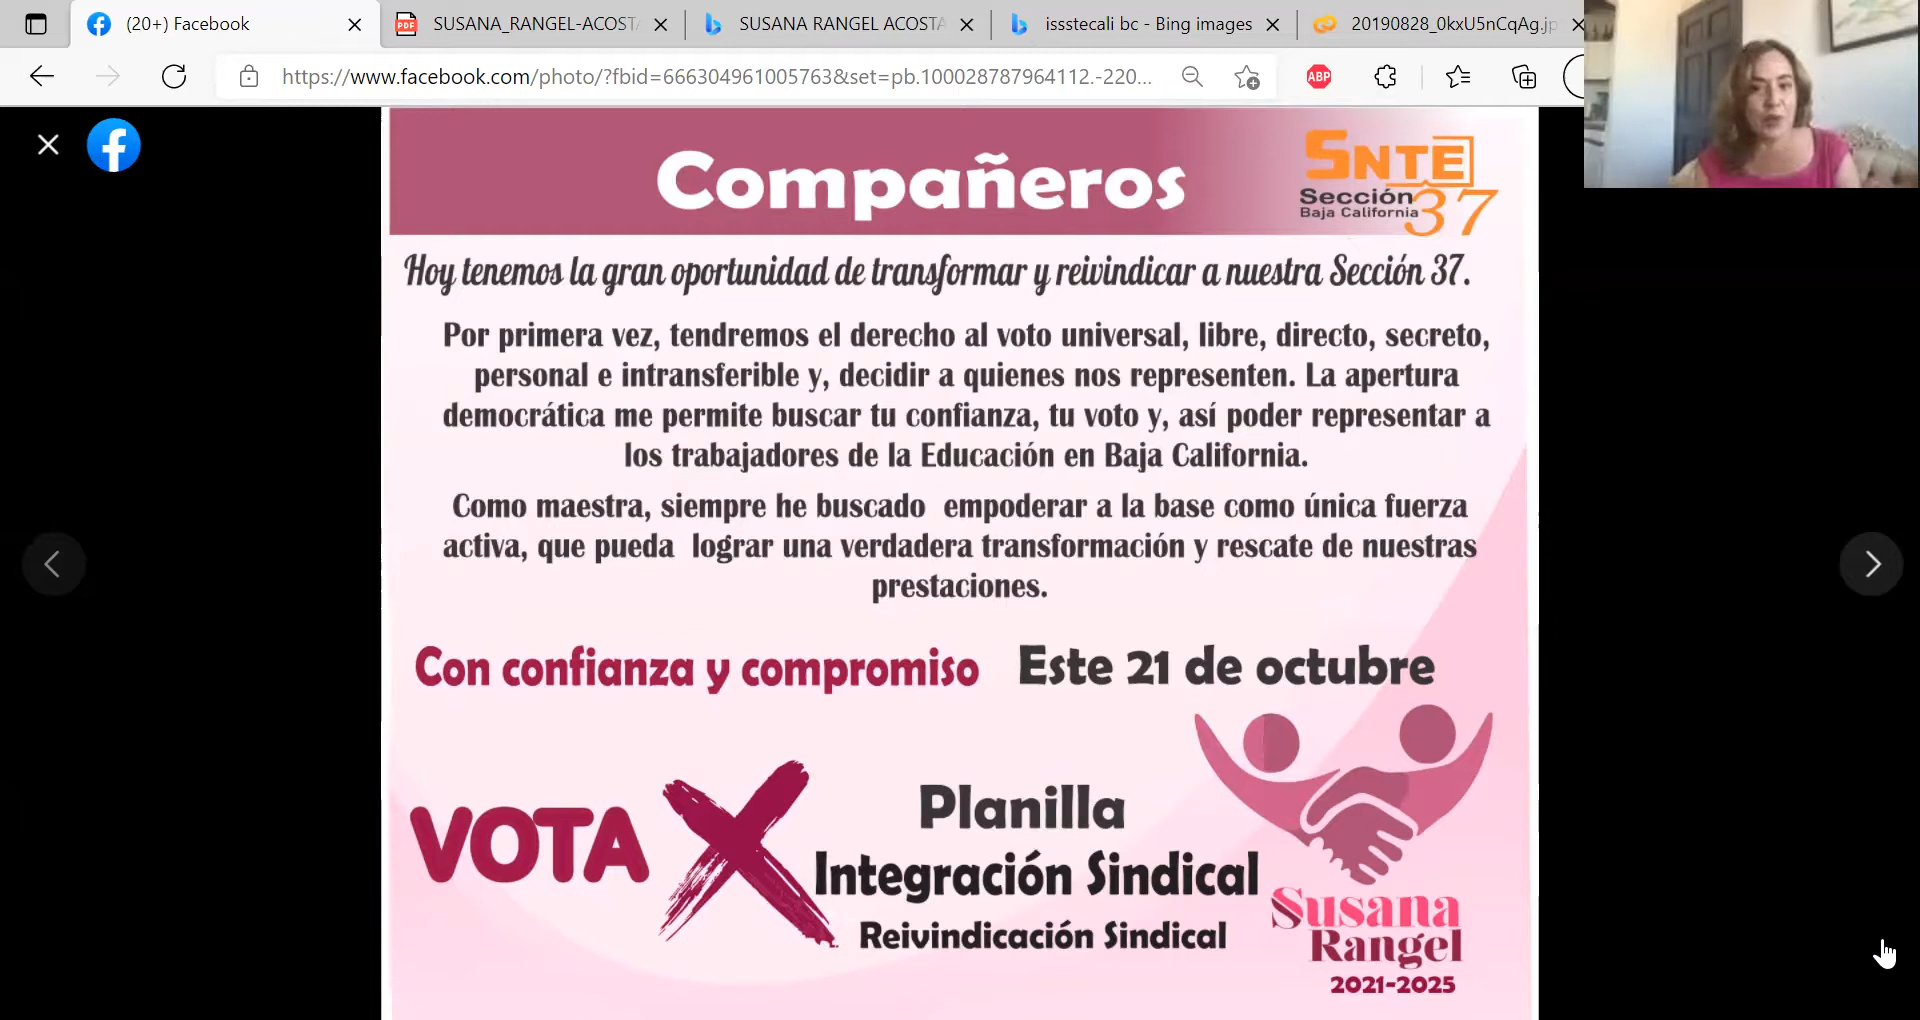 (20+) Facebook
SUSANA_RANGEL-ACOSTA
SUSANA RANGEL ACOSTA
issstecali bc - Bing images
20190828_0kxU5nCqAg.jp
https://www.facebook.com/photo/?fbid=666304961005763&set=pb.100028787964112.-220...
ABP
Compañeros
SNTE
Sección 37
Baja California
Hoy tenemos la gran oportunidad de transformar y reivindicar a nuestra Sección 37.
Por primera vez, tendremos el derecho al voto universal, libre, directo, secreto,
personal e intransferible y, decidir a quienes nos representen. La apertura
democrática me permite buscar tu confianza, tu voto y, así poder representar a
los trabajadores de la Educación en Baja California.
Como maestra, siempre he buscado empoderar a la base como única fuerza
activa, que pueda lograr una verdadera transformación y rescate de nuestras
prestaciones.
Con confianza y compromiso Este 21 de octubre
VOTA X
Planilla
Integración Sindical
Reivindicación Sindical
Susana
Rangel
2021-2025